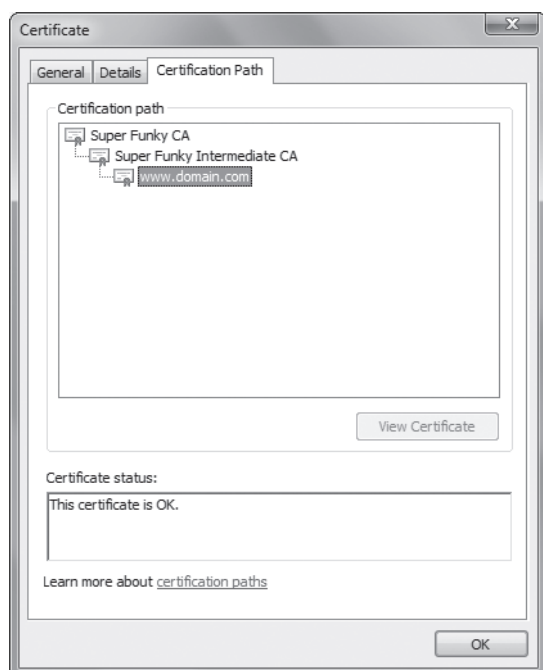 Certificate
General Details Certification Path
Certification path
Super Funky CA
Super Funky Intermediate CA
www.domain.com
View Certificate
Certificate status:
This certificate is OK.
Learn more about certification paths
OK